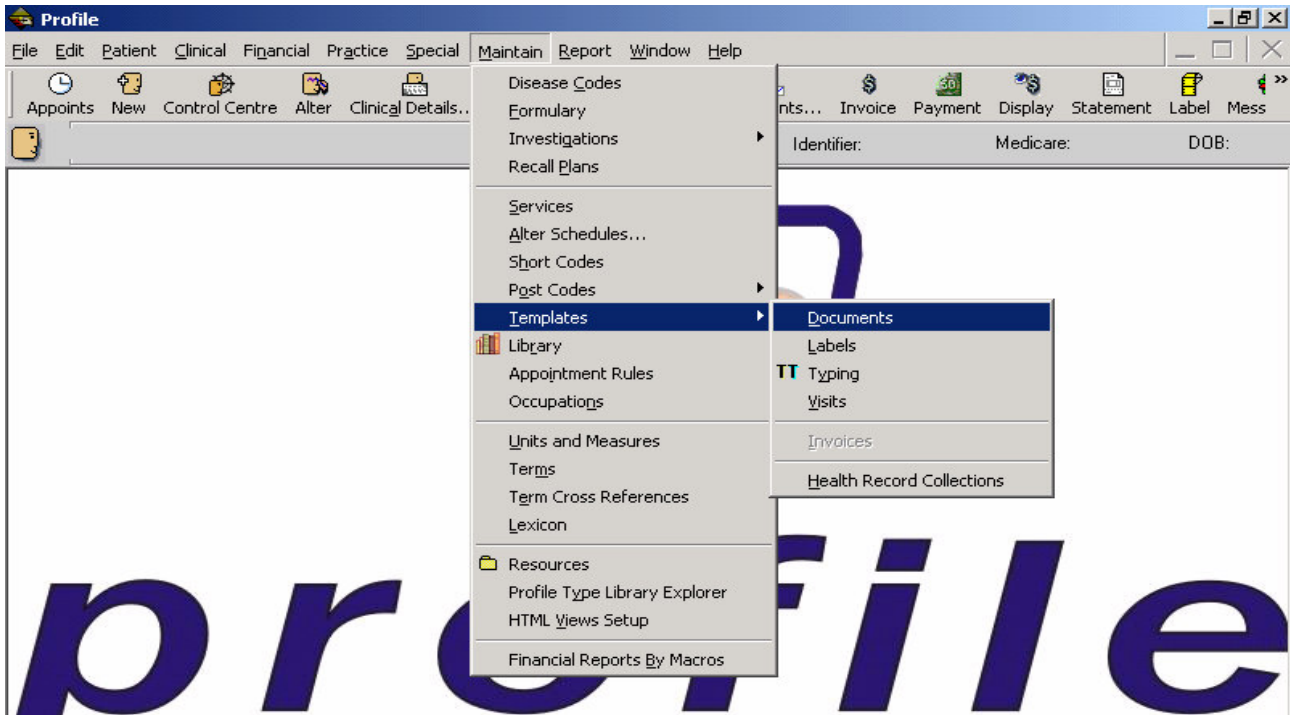 Profile
File Edit Patient Clinical Financial Practice Special Maintain Report Window Help
Appoints New Control Centre Alter Clinical Details.. nts... Invoice Payment Display Statement Label Mess
Identifier: Medicare: DOB:
Disease Codes
Formulary
Investigations
Recall Plans
Services
Alter Schedules...
Short Codes
Post Codes
Templates
Library
Appointment Rules
Occupations
Units and Measures
Terms
Term Cross References
Lexicon
Resources
Profile Type Library Explorer
HTML Views Setup
Financial Reports By Macros
Documents
Labels
TT Typing
Visits
Invoices
Health Record Collections
profile